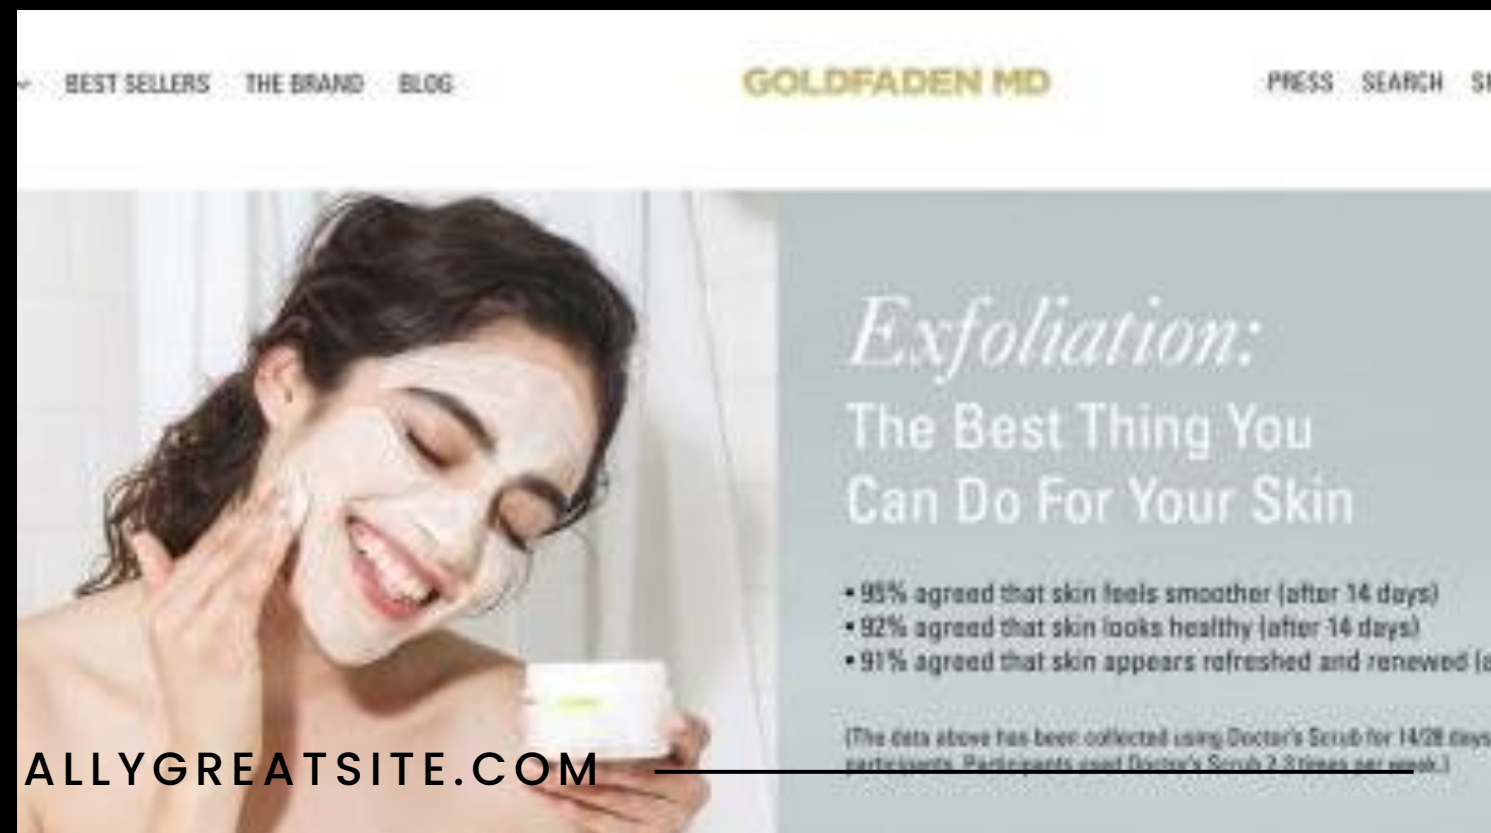 BEST SELLERS THE BRAND BLOG GOLDFADEN MD PRESS SEARCH
Exfoliation:
The Best Thing You
Can Do For Your Skin
• 95% agreed that skin feels smoother (after 14 days)
• 92% agreed that skin looks healthy (after 14 days)
• 91% agreed that skin appears refreshed and renewed
(The data above has been collected using Doctor's Scrub for 14/28 days
participants. Participants used Doctor's Scrub 2-3 times per week.)
ALLYGREATSITE.COM